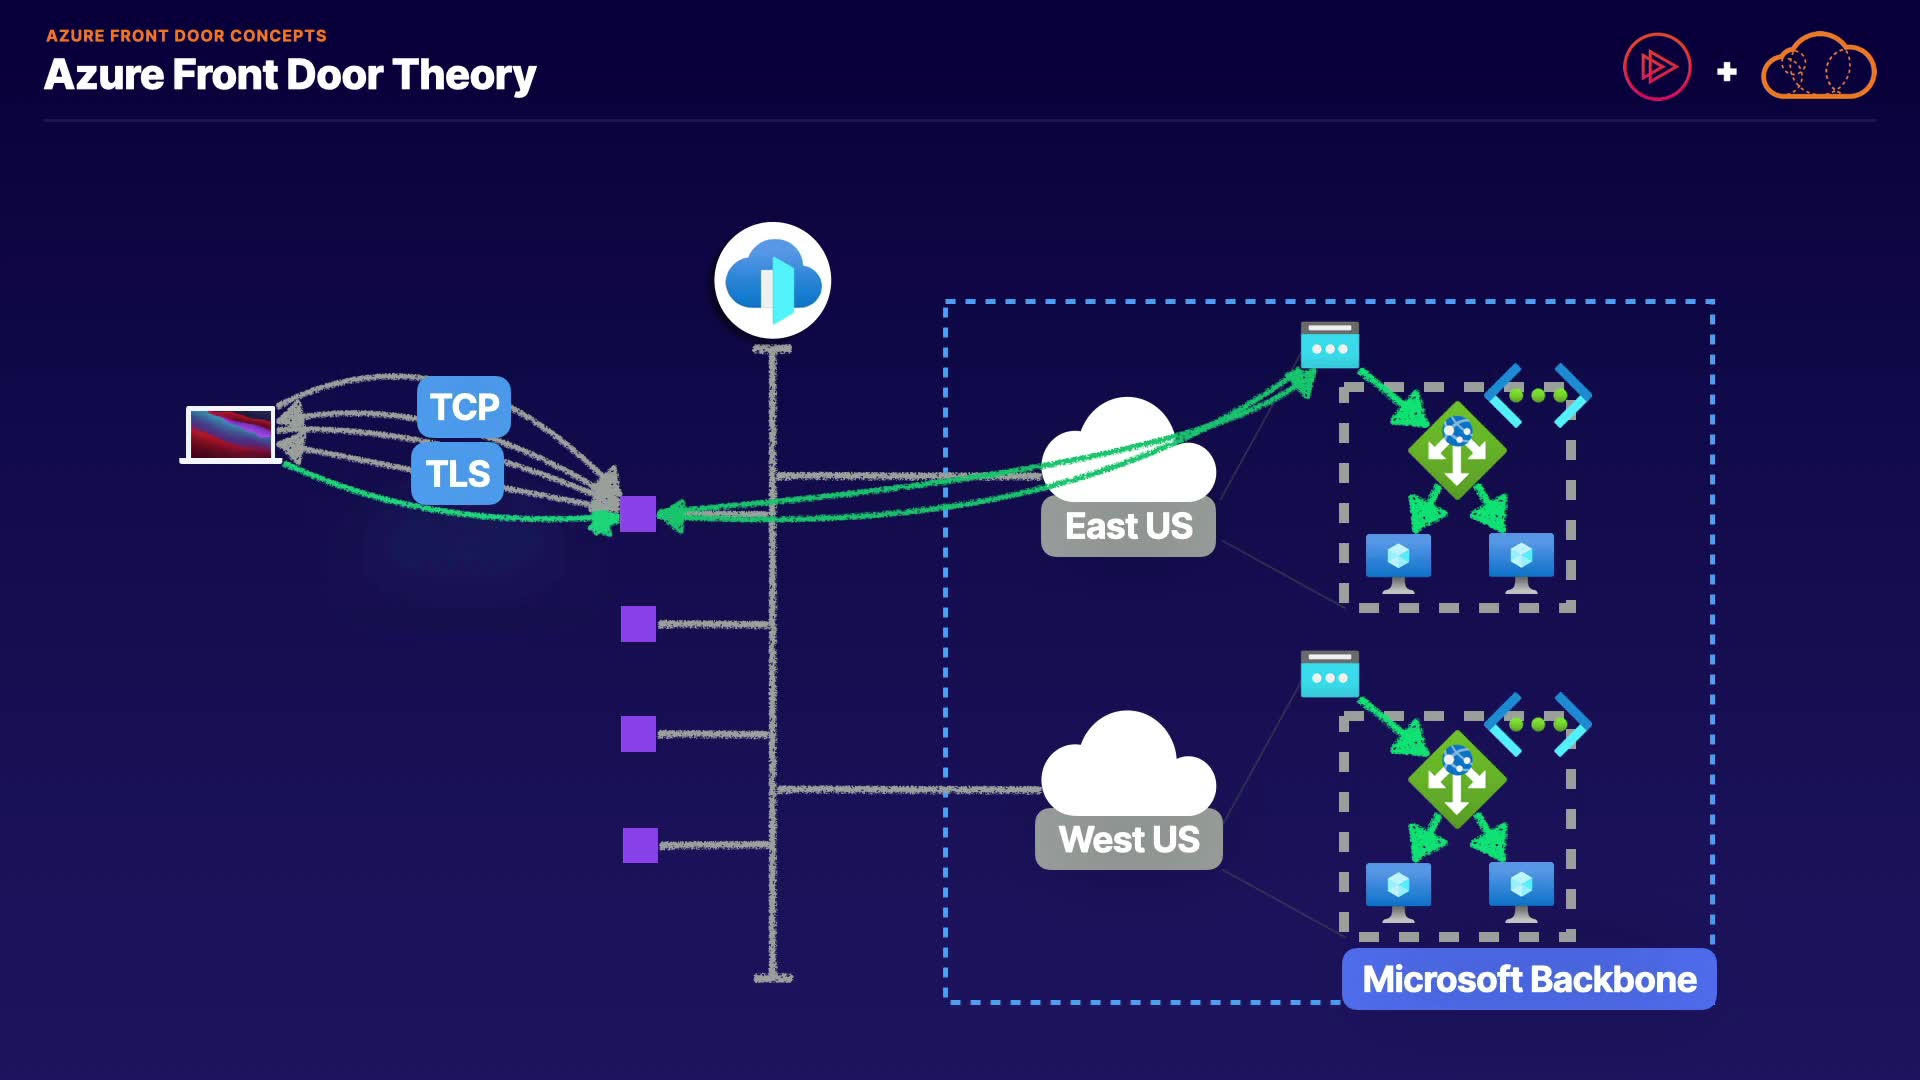 AZURE FRONT DOOR CONCEPTS
Azure Front Door Theory
TCP
TLS
East US
West US
Microsoft Backbone